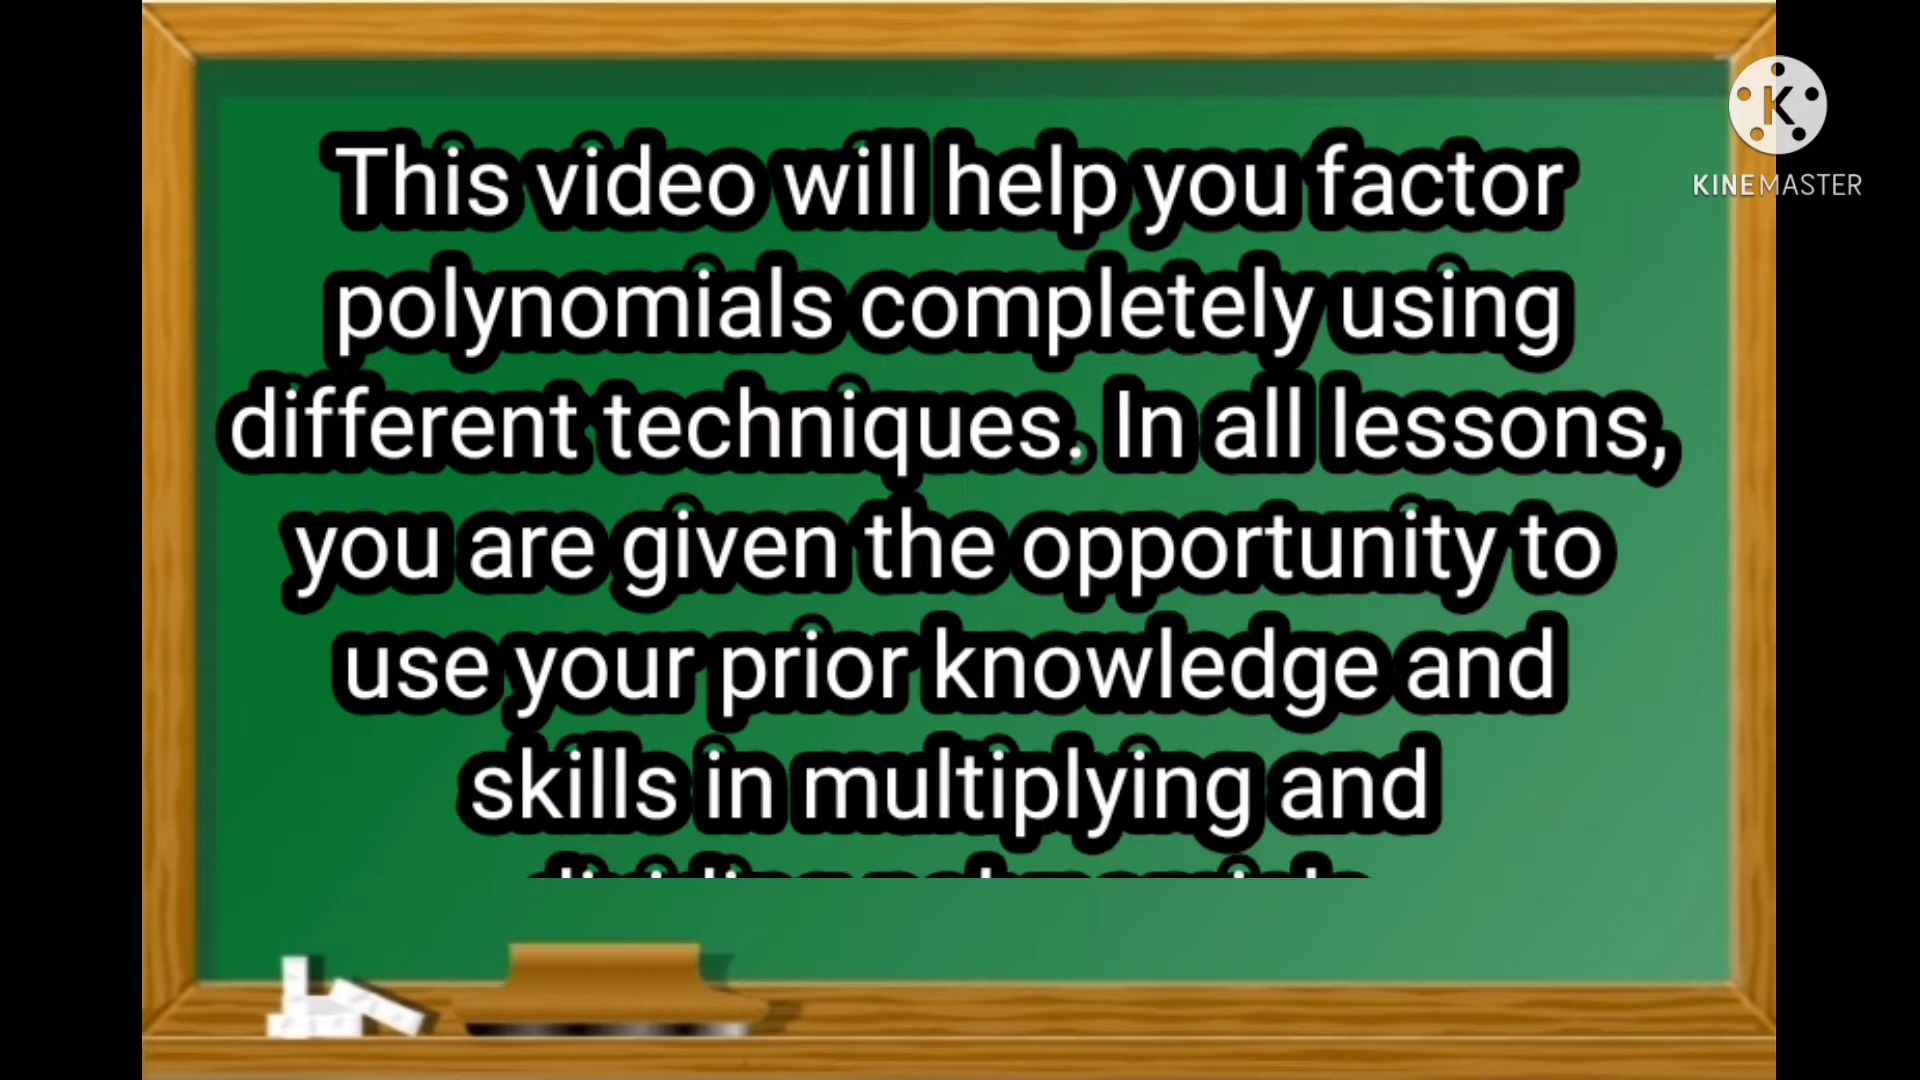 This video will help you factor
polynomials completely using
different techniques. In all lessons,
you are given the opportunity to
use your prior knowledge and
skills in multiplying and
K
KINEMASTER